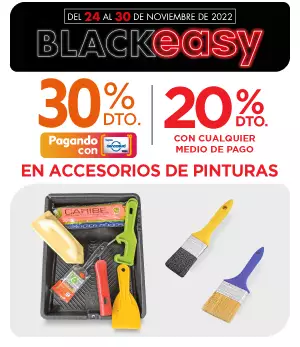 DEL 24 AL 30 DE NOVIEMBRE DE 2022
BLACKeasy
30% DTO.
Pagando con
20% DTO.
CON CUALQUIER
MEDIO DE PAGO
EN ACCESORIOS DE PINTURAS
CARIBE